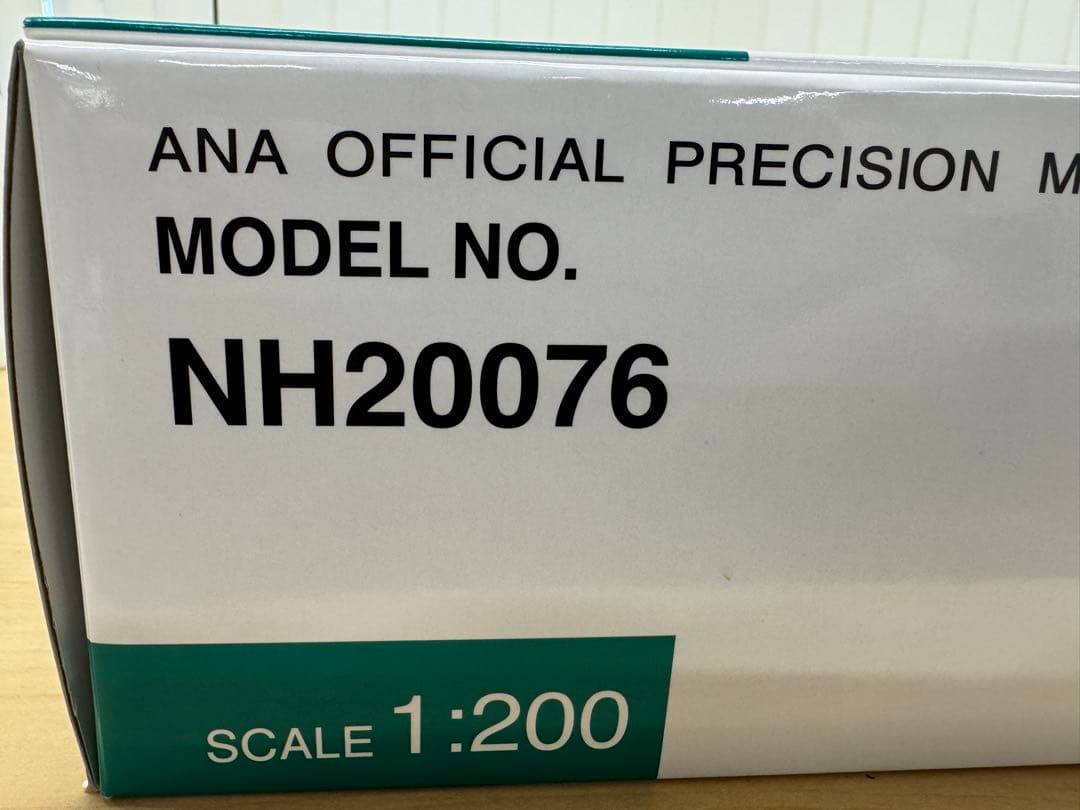 ANA OFFICIAL PRECISION M
MODEL NO.
NH20076
SCALE 1:200